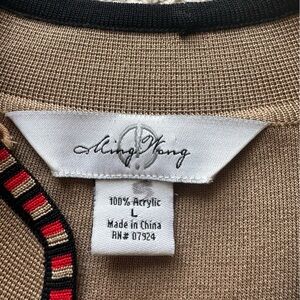 Ming Wang
100% Acrylic
L
Made in China
RN# 07924